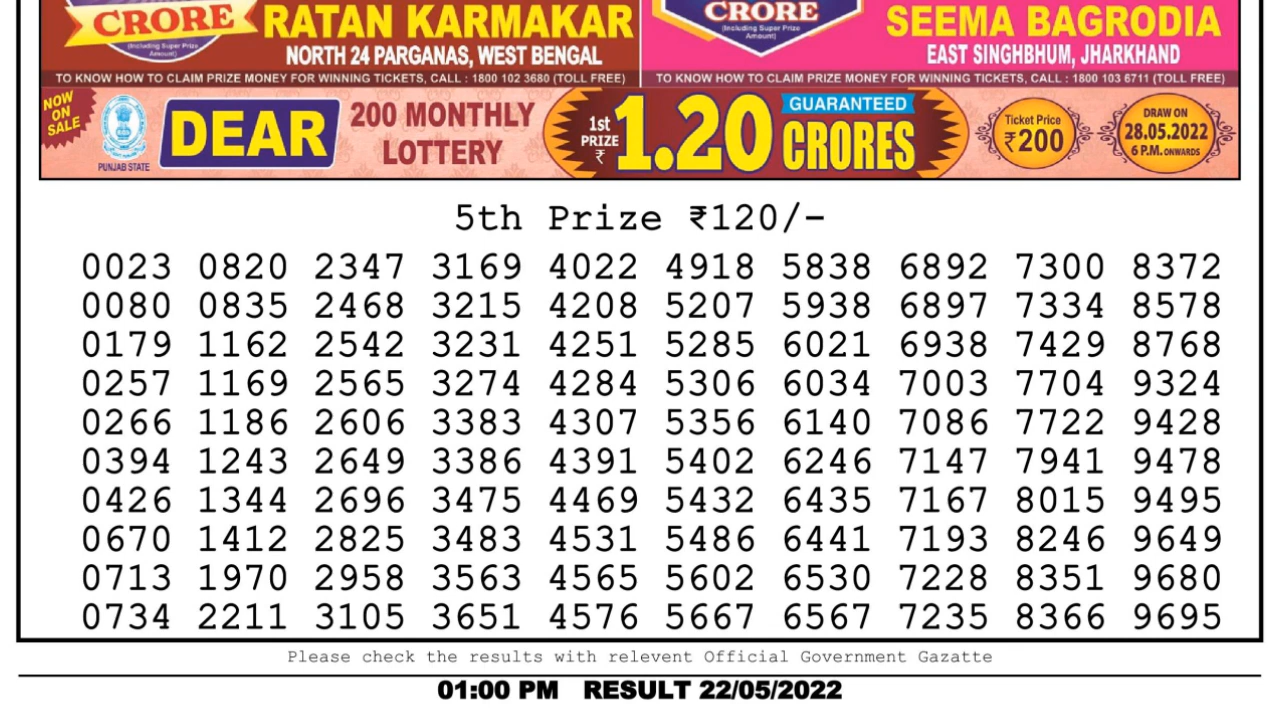 CRORE
(Including Super Prize
Amount)
RATAN KARMAKAR
NORTH 24 PARGANAS, WEST BENGAL
TO KNOW HOW TO CLAIM PRIZE MONEY FOR WINNING TICKETS, CALL : 1800 102 3680 (TOLL FREE)
CRORE
(Including Super Prize
Amount)
SEEMA BAGRODIA
EAST SINGHBHUM, JHARKHAND
TO KNOW HOW TO CLAIM PRIZE MONEY FOR WINNING TICKETS, CALL : 1800 103 6711 (TOLL FREE)
NOW
ON
SALE
PUNJAB STATE
DEAR
200 MONTHLY
LOTTERY
1st
PRIZE
₹
1.20
GUARANTEED
CRORES
Ticket Price
₹200
DRAW ON
28.05.2022
6 P.M. ONWARDS
5th Prize ₹120/-
0023 0820 2347 3169 4022 4918 5838 6892 7300 8372
0080 0835 2468 3215 4208 5207 5938 6897 7334 8578
0179 1162 2542 3231 4251 5285 6021 6938 7429 8768
0257 1169 2565 3274 4284 5306 6034 7003 7704 9324
0266 1186 2606 3383 4307 5356 6140 7086 7722 9428
0394 1243 2649 3386 4391 5402 6246 7147 7941 9478
0426 1344 2696 3475 4469 5432 6435 7167 8015 9495
0670 1412 2825 3483 4531 5486 6441 7193 8246 9649
0713 1970 2958 3563 4565 5602 6530 7228 8351 9680
0734 2211 3105 3651 4576 5667 6567 7235 8366 9695
Please check the results with relevent Official Government Gazatte
01:00 PM RESULT 22/05/2022